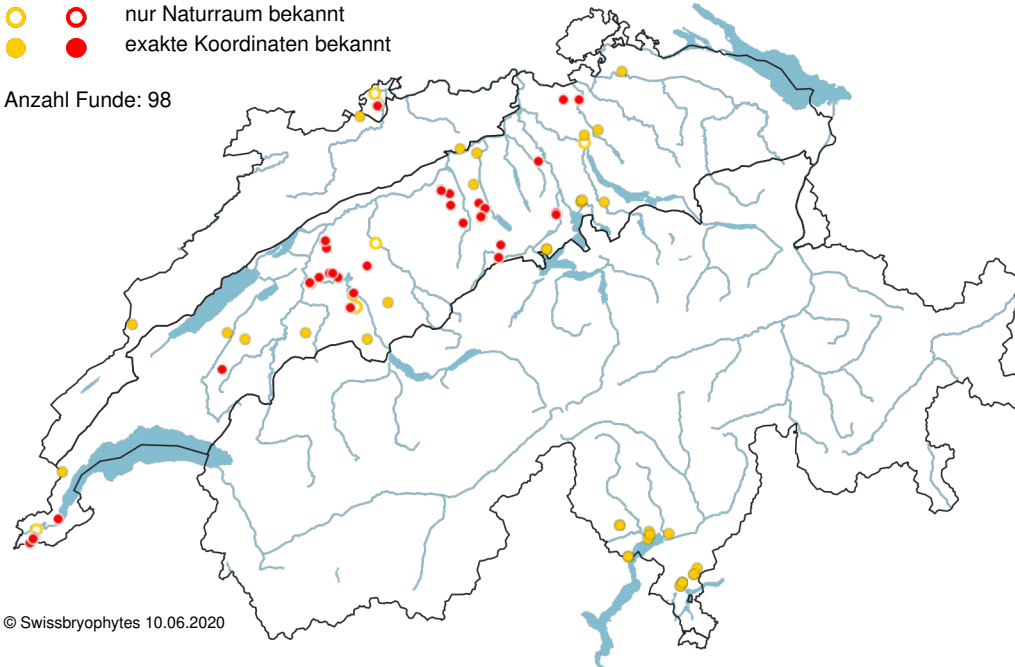 nur Naturraum bekannt
exakte Koordinaten bekannt
Anzahl Funde: 98
© Swissbryophytes 10.06.2020